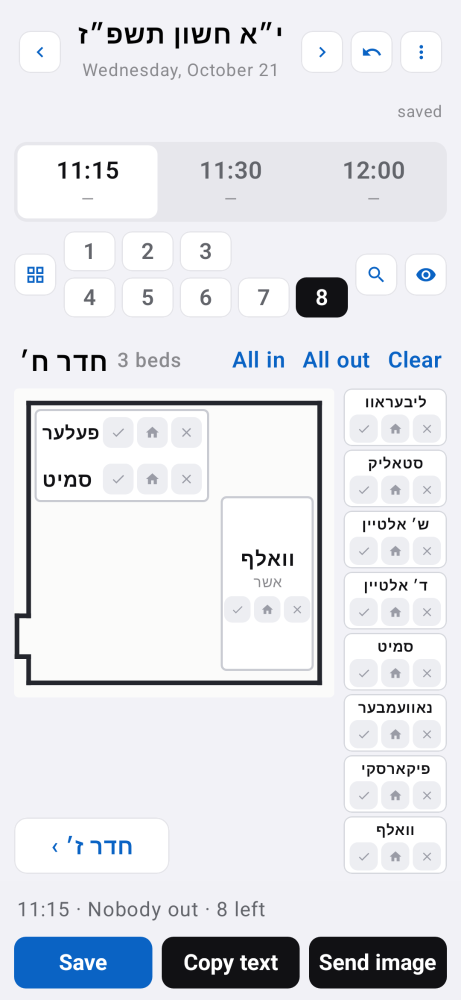 י״א חשון תשפ״ז
Wednesday, October 21
saved
11:15 11:30 12:00
– – –
1 2 3
4 5 6 7 8
חדר ח׳ 3 beds All in All out Clear
פעלער
סמיט
וואלף
אשר
ליבעראוו
סטאליק
ש׳ אלטיין
ד׳ אלטיין
סמיט
נאוועמבער
פיקארסקי
וואלף
חדר ז׳ ›
11:15 · Nobody out · 8 left
Save Copy text Send image